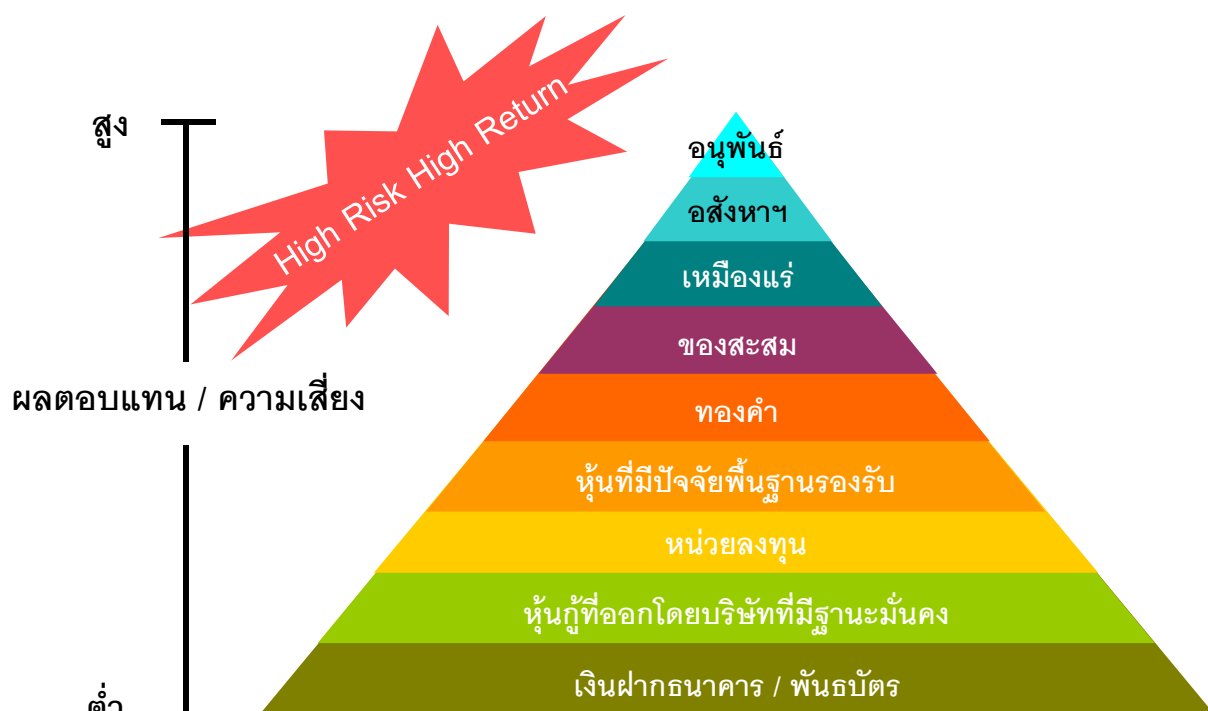 สูง
High Risk High Return
อนุพันธ์
อสังหาฯ
เหมืองแร่
ของสะสม
ผลตอบแทน / ความเสี่ยง
ทองคำ
หุ้นที่มีปัจจัยพื้นฐานรองรับ
หน่วยลงทุน
หุ้นกู้ที่ออกโดยบริษัทที่มีฐานะมั่นคง
เงินฝากธนาคาร / พันธบัตร
ต่ำ